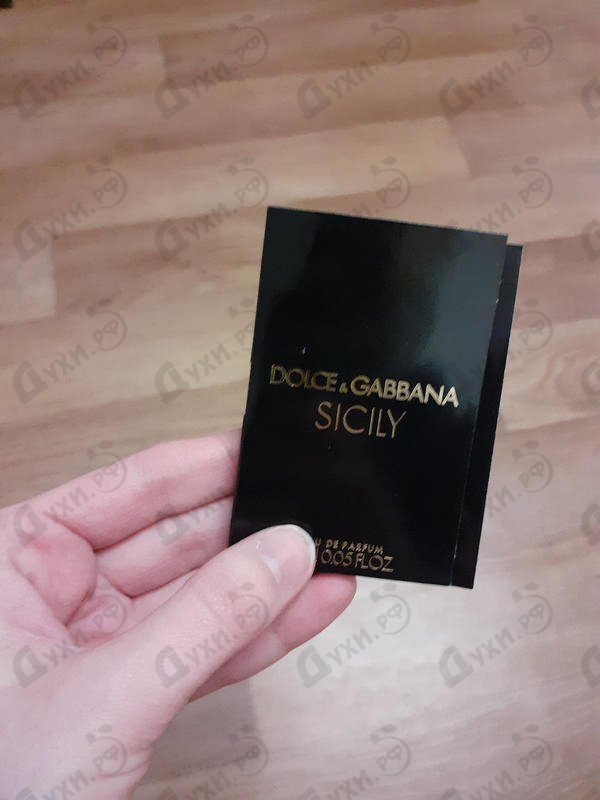 DOLCE & GABBANA
SICILY
U DE PARFUM
0.05 FL.OZ
Духи.РФ